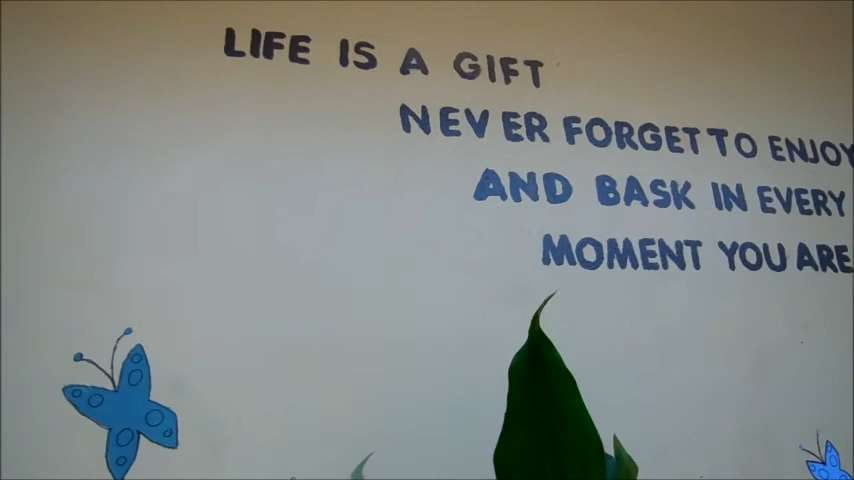 LIFE IS A GIFT
NEVER FORGET TO ENJOY
AND BASK IN EVERY
MOMENT YOU ARE